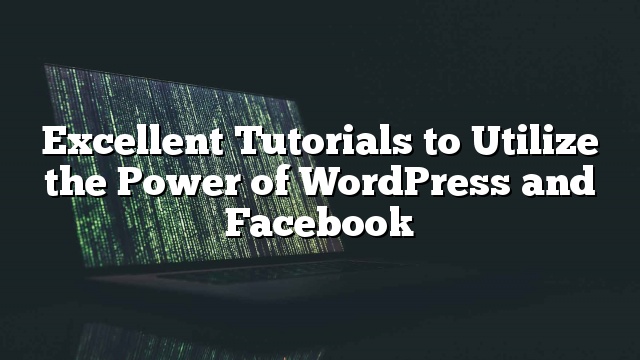 Excellent Tutorials to Utilize
the Power of WordPress and
Facebook